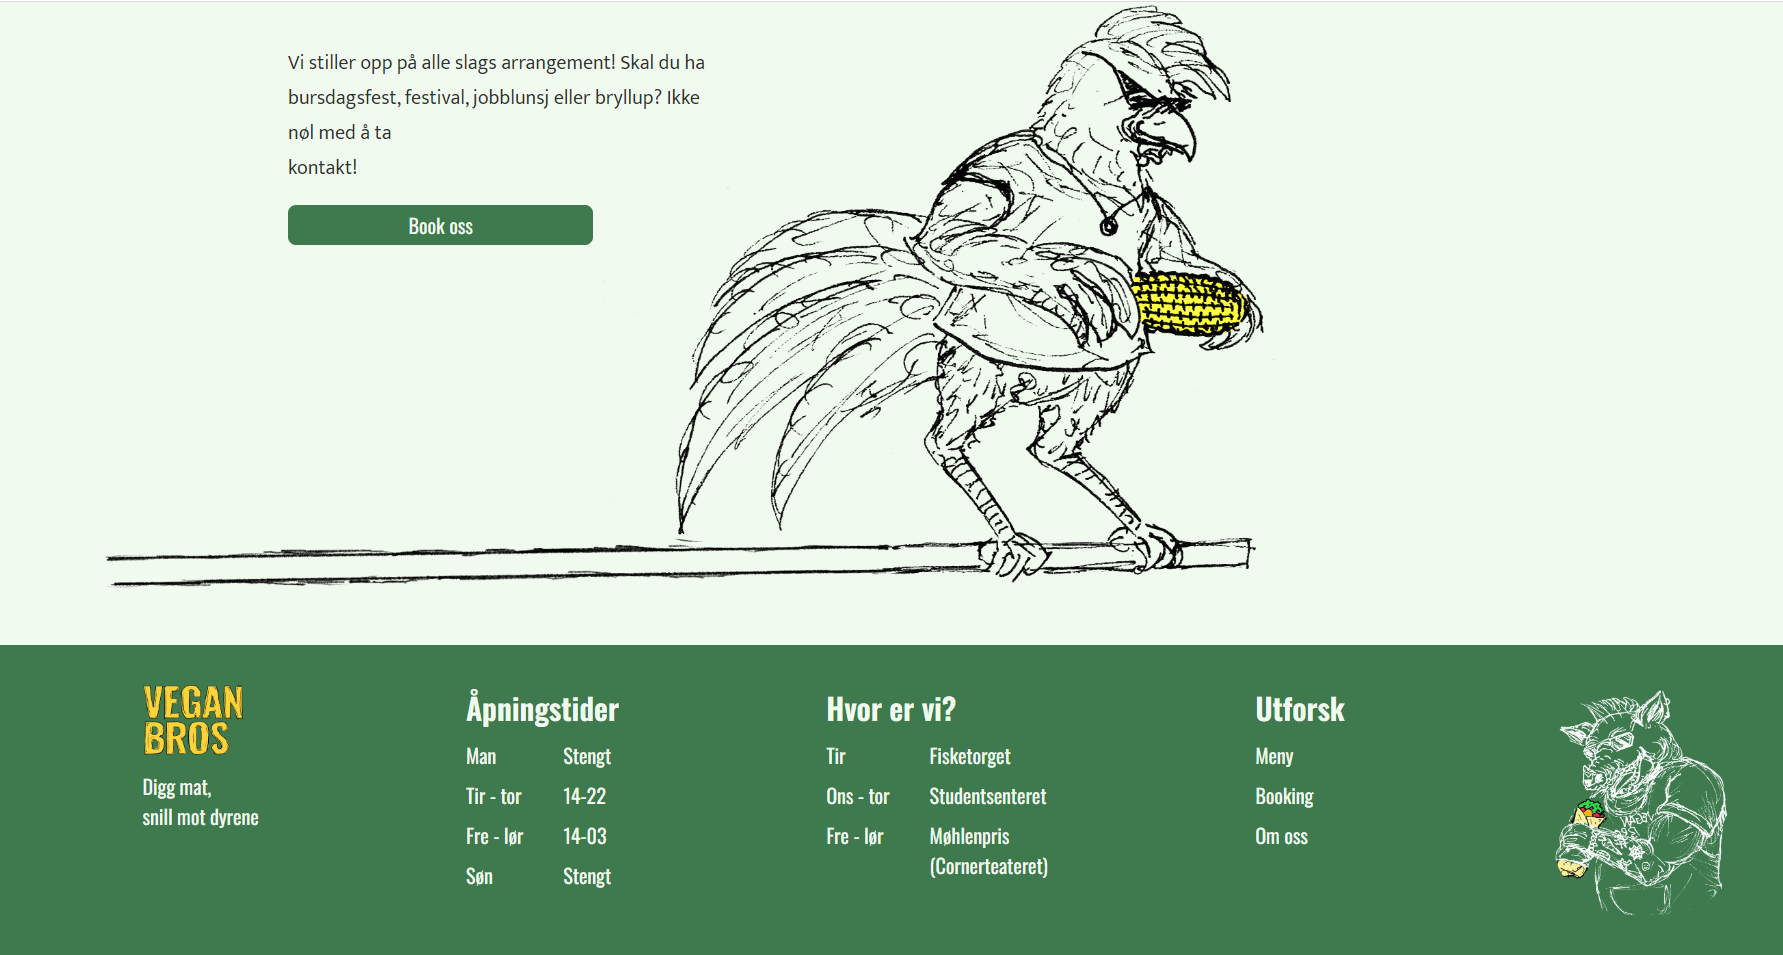 Vi stiller opp på alle slags arrangement! Skal du ha
bursdagsfest, festival, jobblunsj eller bryllup? Ikke
nøl med å ta
kontakt!
Book oss
VEGAN
BROS
Digg mat,
snill mot dyrene
Åpningstider
Man Stengt
Tir - tor 14-22
Fre - lør 14-03
Søn Stengt
Hvor er vi?
Tir Fisketorget
Ons - tor Studentsenteret
Fre - lør Møhlenpris
(Cornerteateret)
Utforsk
Meny
Booking
Om oss